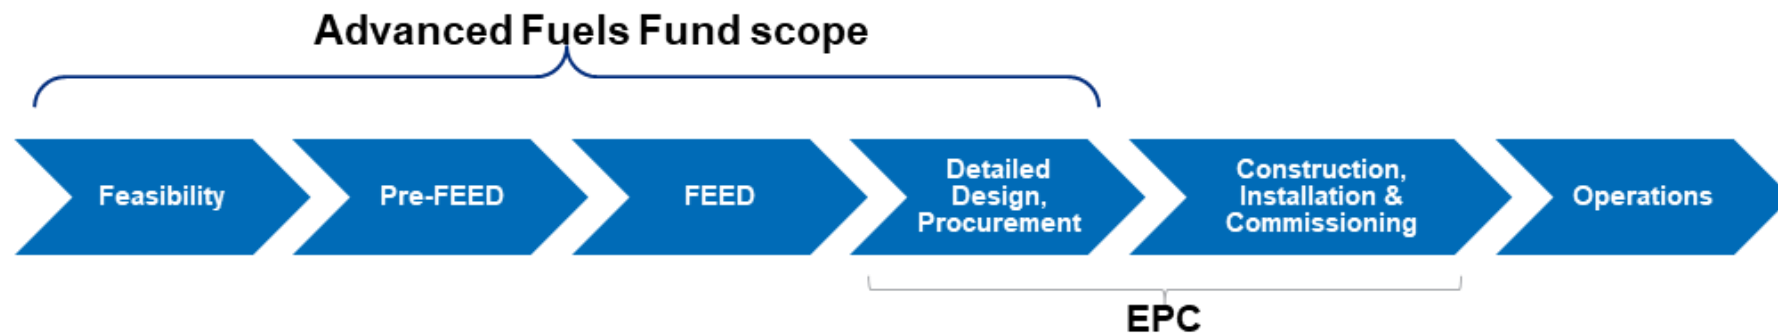 Advanced Fuels Fund scope
Feasibility
Pre-FEED
FEED
Detailed
Design,
Procurement
Construction,
Installation &
Commissioning
Operations
EPC